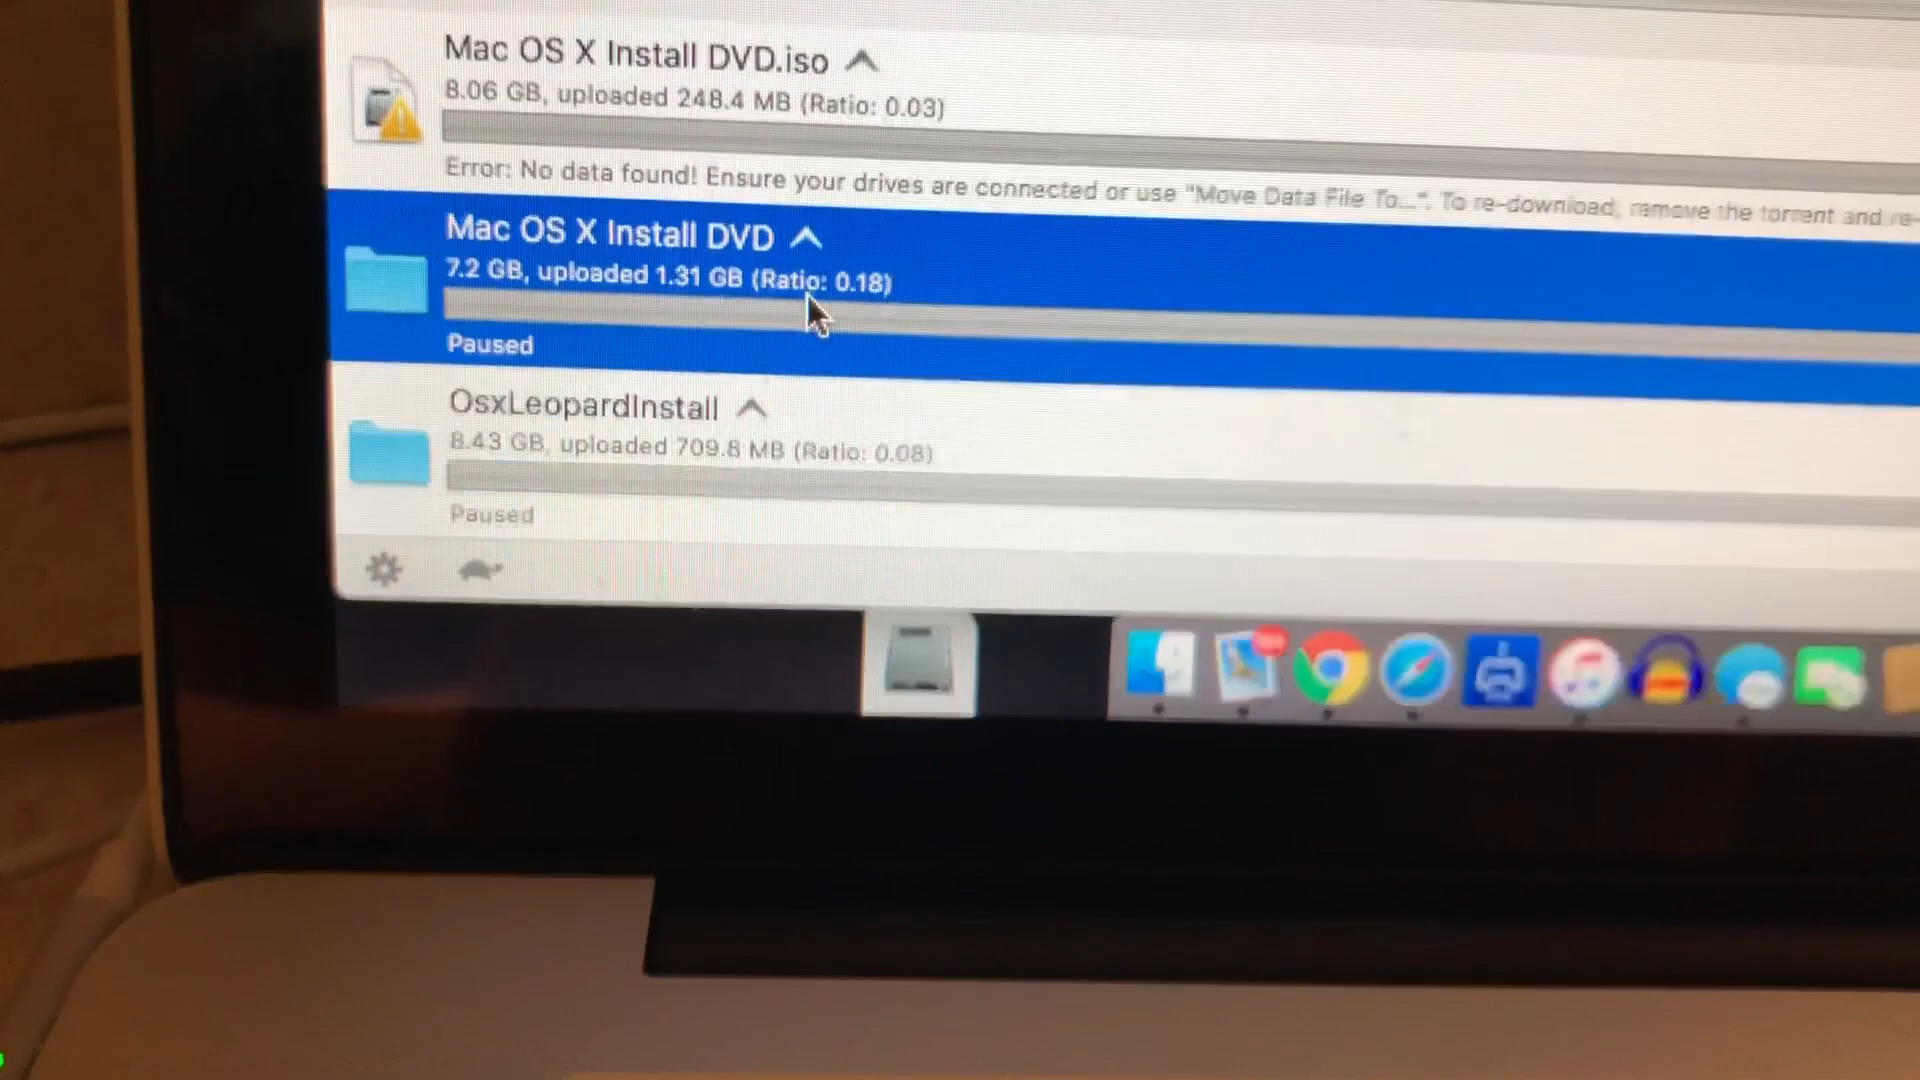 Mac OS X Install DVD.iso
8.06 GB, uploaded 248.4 MB (Ratio: 0.03)
Error: No data found! Ensure your drives are connected or use "Move Data File To...". To re-download, remove the torrent and re-
Mac OS X Install DVD
7.2 GB, uploaded 1.31 GB (Ratio: 0.18)
Paused
OsxLeopardInstall
8.43 GB, uploaded 709.8 MB (Ratio: 0.08)
Paused